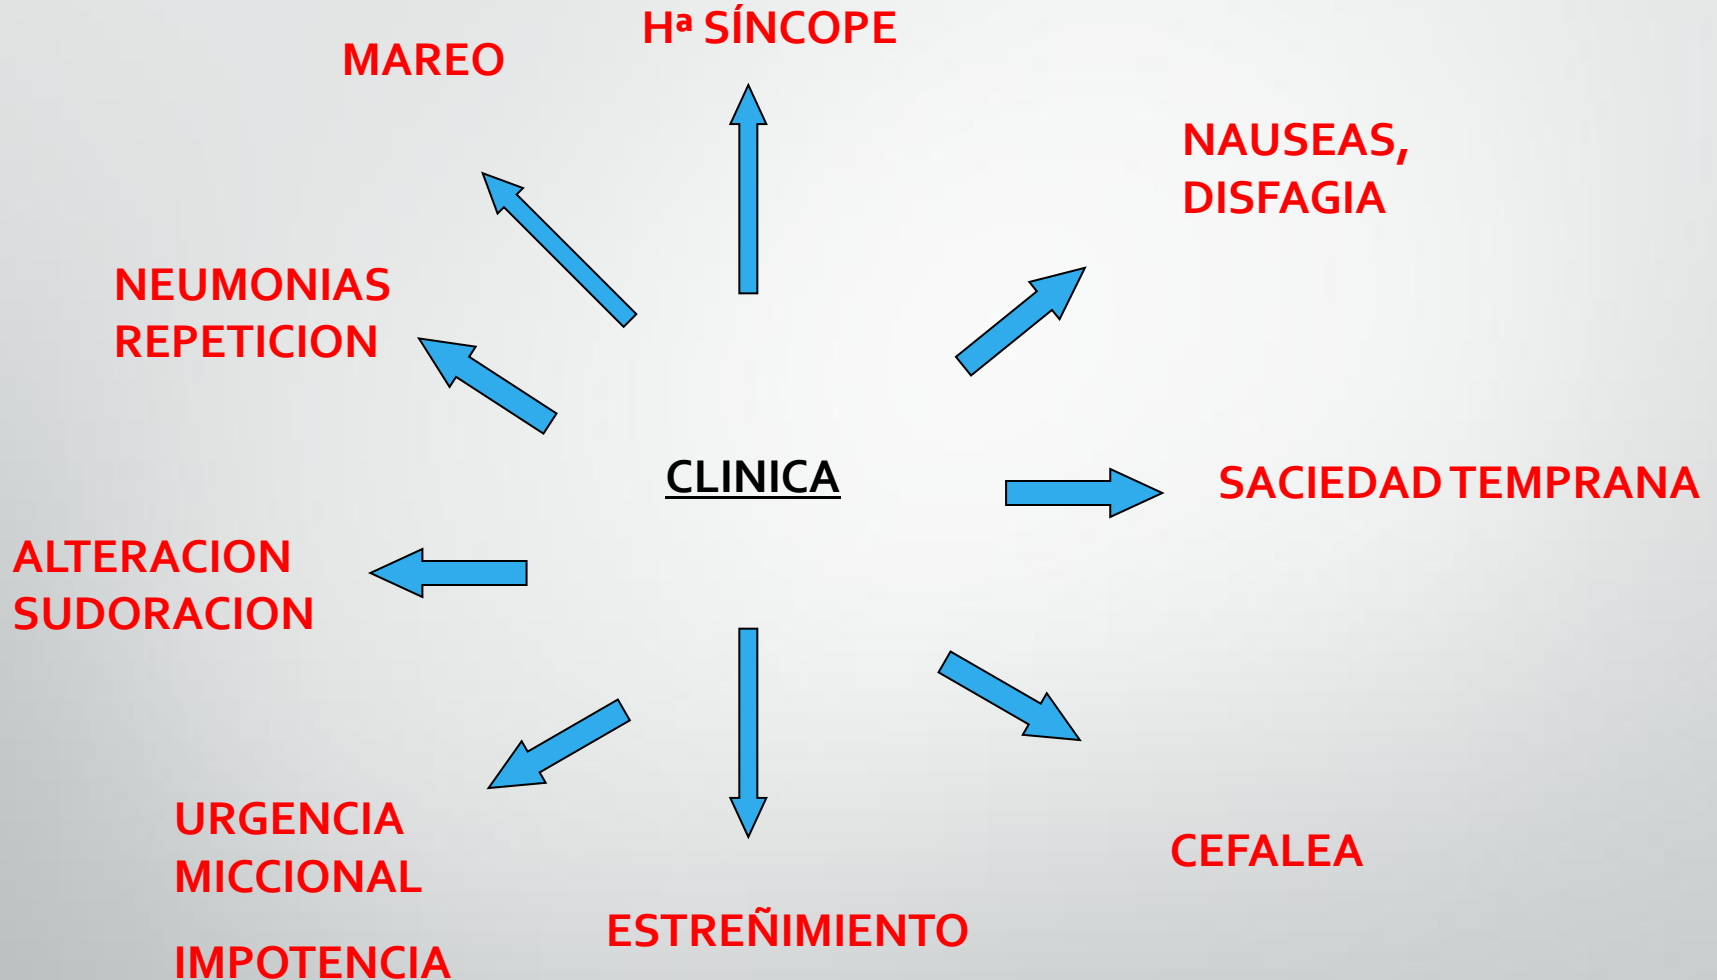 Hª SÍNCOPE
MAREO
NAUSEAS,
DISFAGIA
NEUMONIAS
REPETICION
CLINICA
SACIEDAD TEMPRANA
ALTERACION
SUDORACION
URGENCIA
MICCIONAL
IMPOTENCIA
CEFALEA
ESTREÑIMIENTO